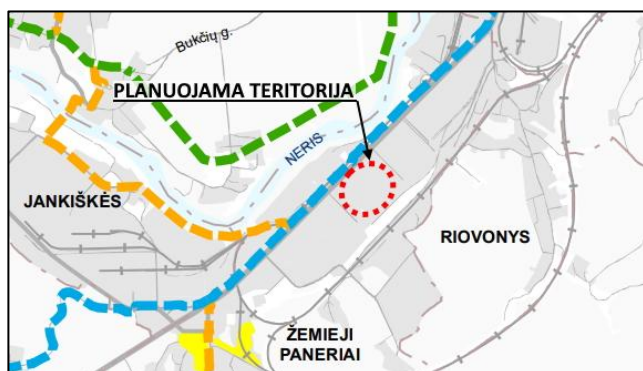 Bukčių g.
PLANUOJAMA TERITORIJA
NERIS
JANKIŠKĖS
RIOVONYS
ŽEMIEJI
PANERIAI